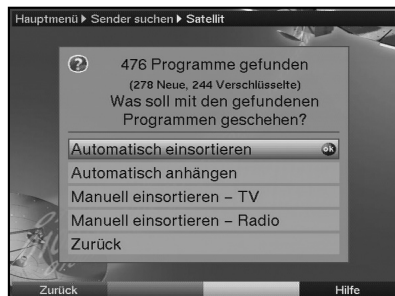 Hauptmenü ▶ Sender suchen ▶ Satellit
476 Programme gefunden
(278 Neue, 244 Verschlüsselte)
Was soll mit den gefundenen
Programmen geschehen?
Automatisch einsortieren ok
Automatisch anhängen
Manuell einsortieren – TV
Manuell einsortieren – Radio
Zurück
Zurück Hilfe